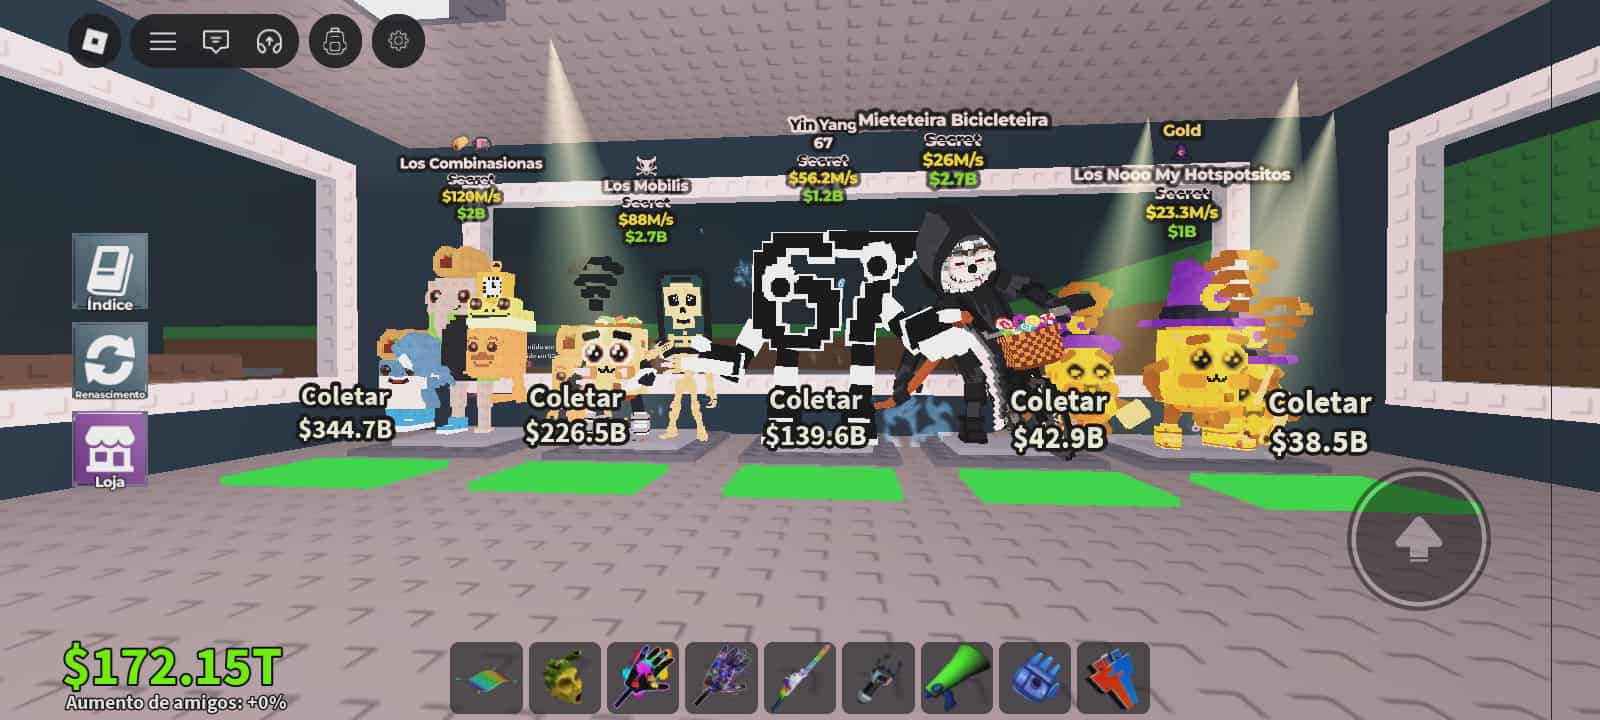 Los Combinasionas
Secret
$120M/s
$2B
Los Mobilis
Secret
$88M/s
$2.7B
Yin Yang
67
Secret
$56.2M/s
$1.2B
Mieteteira Bicicleteira
Secret
$26M/s
$2.7B
Gold
Los Nooo My Hotspotsitos
Secret
$23.3M/s
$1B
67
Índice
Renascimento
Loja
Coletar
$344.7B
Coletar
$226.5B
Coletar
$139.6B
Coletar
$42.9B
Coletar
$38.5B
$172.15T
Aumento de amigos: +0%